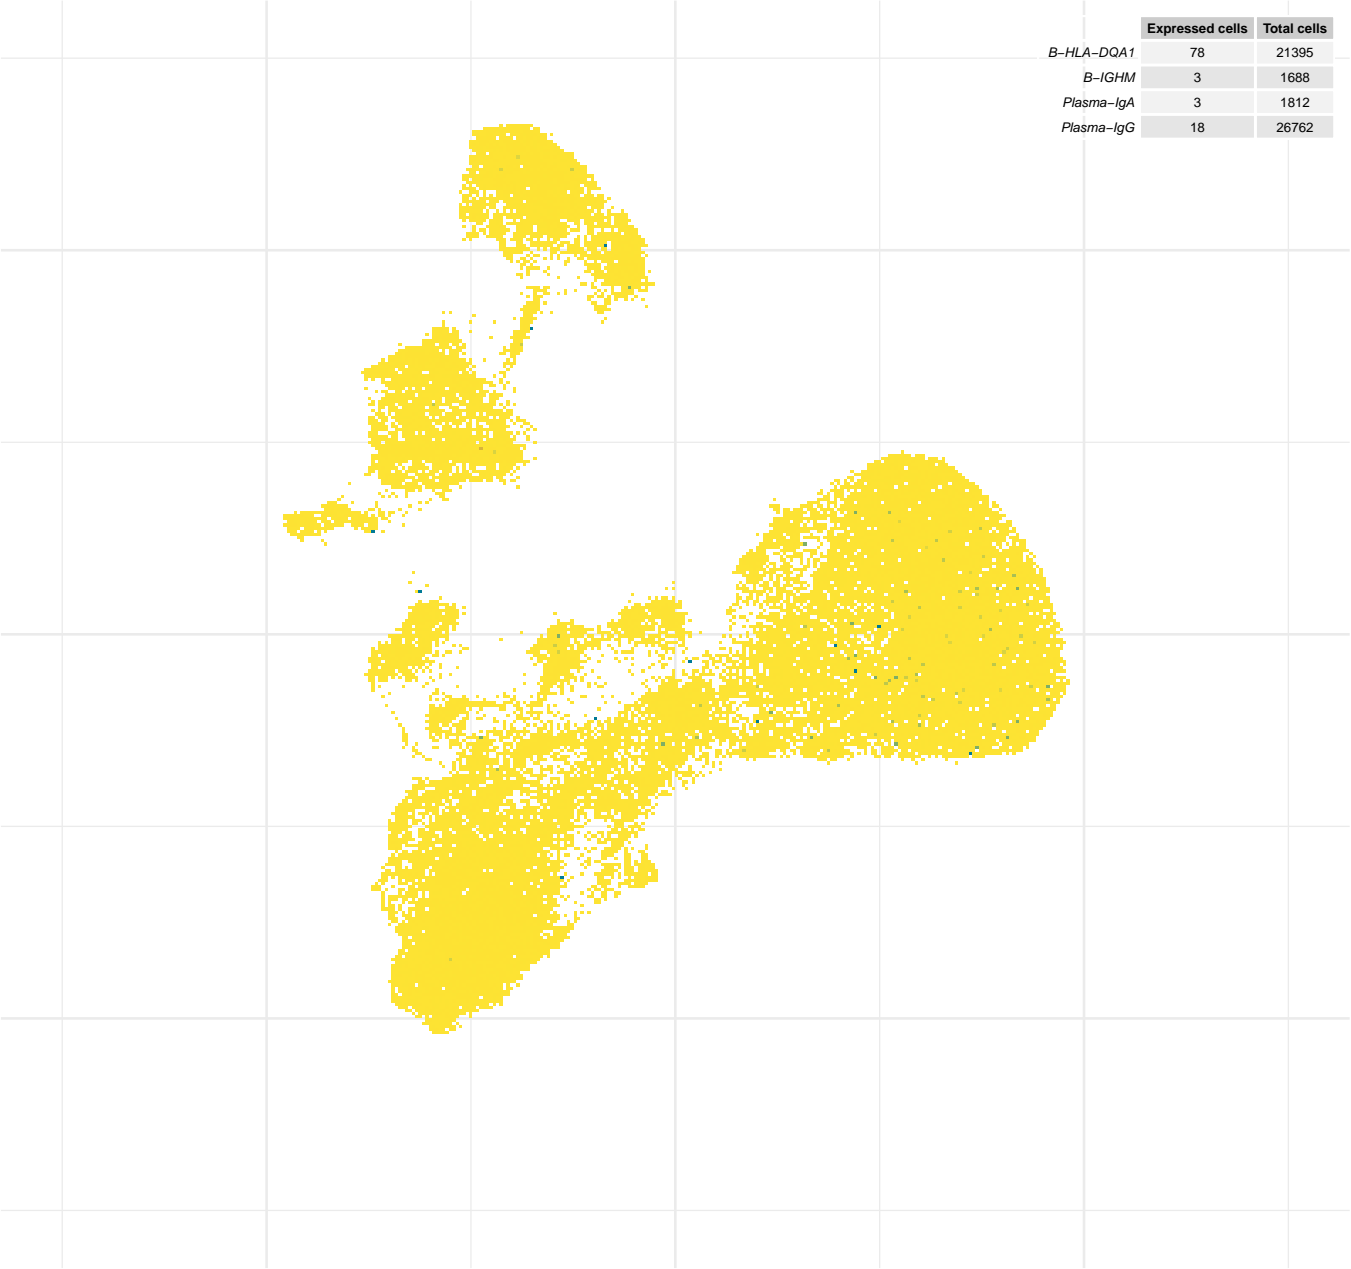 Expressed cells Total cells
B−HLA−DQA1 78 21395
B−IGHM 3 1688
Plasma−IgA 3 1812
Plasma−IgG 18 26762